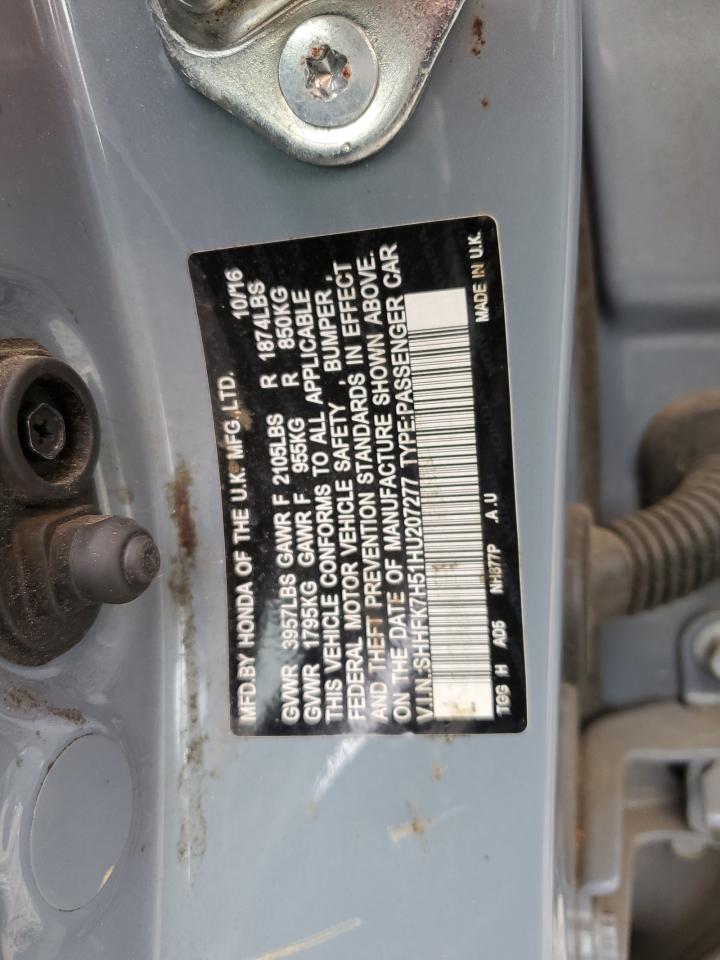 MFD.BY HONDA OF THE U.K. MFG.,LTD. 10/16
GVWR 3957LBS GAWR F 2105LBS R 1874LBS
GVWR 1795KG GAWR F 955KG R 850KG
THIS VEHICLE CONFORMS TO ALL APPLICABLE
FEDERAL MOTOR VEHICLE SAFETY , BUMPER ,
AND THEFT PREVENTION STANDARDS IN EFFECT
ON THE DATE OF MANUFACTURE SHOWN ABOVE.
V.I.N.:SHHFK7H51HU207277 TYPE:PASSENGER CAR
TGG H AD5 NH877P .A.U MADE IN U.K.